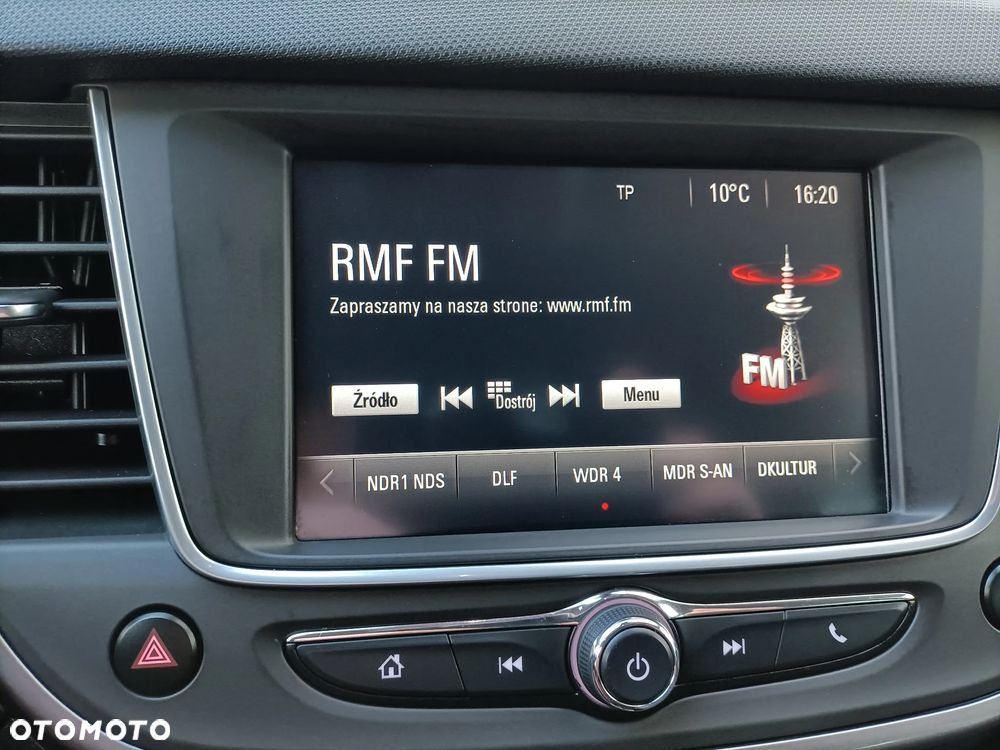 TP 10°C 16:20
RMF FM
Zapraszamy na nasza strone: www.rmf.fm
FM
Źródło Dostrój Menu
NDR1 NDS DLF WDR 4 MDR S-AN DKULTUR
OTOMOTO